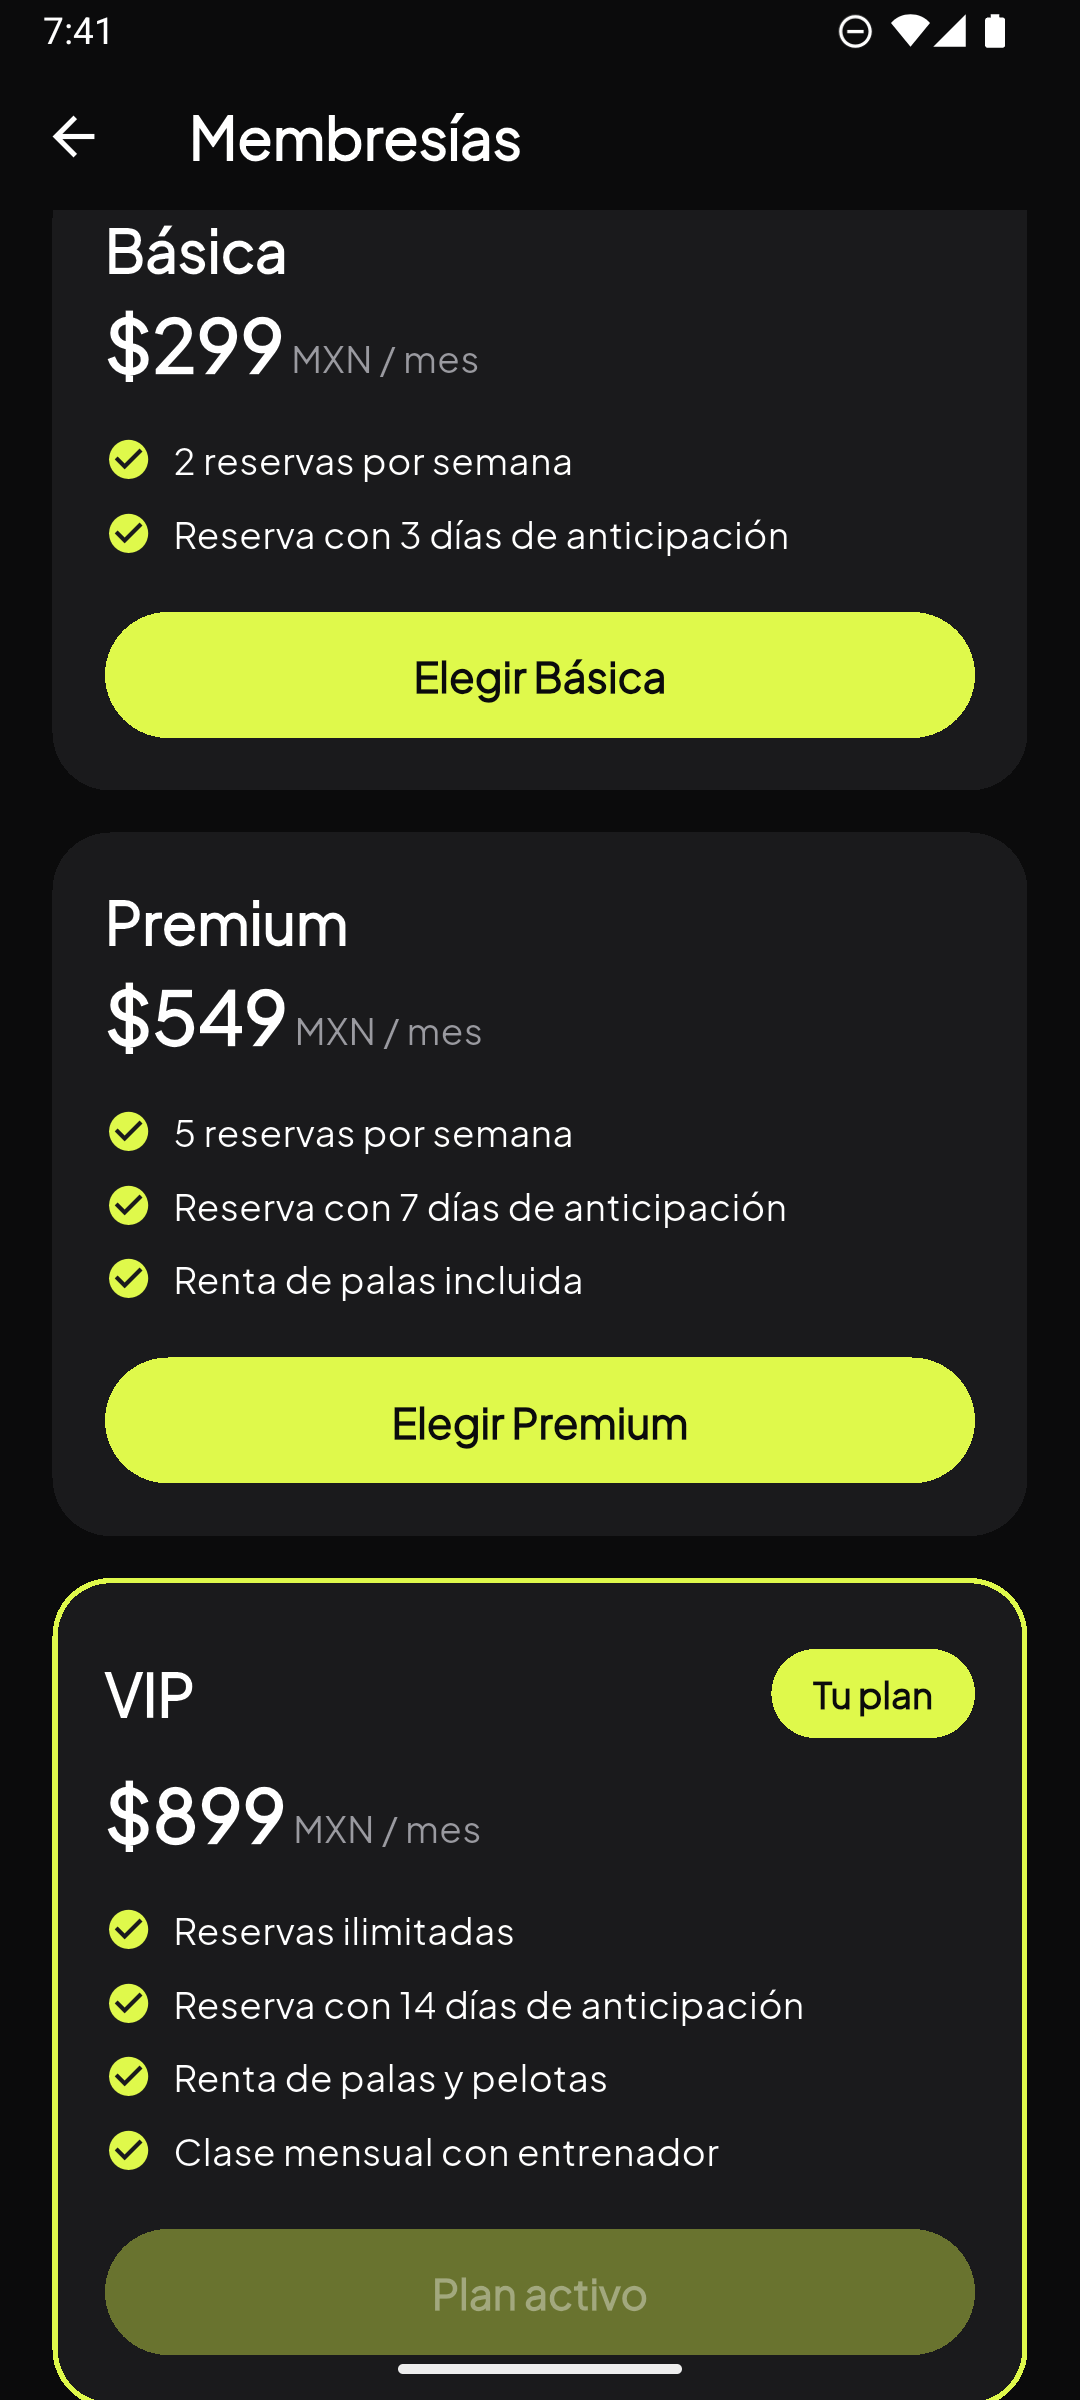 7:41
Membresías
Básica
$299 MXN / mes
2 reservas por semana
Reserva con 3 días de anticipación
Elegir Básica
Premium
$549 MXN / mes
5 reservas por semana
Reserva con 7 días de anticipación
Renta de palas incluida
Elegir Premium
VIP
Tu plan
$899 MXN / mes
Reservas ilimitadas
Reserva con 14 días de anticipación
Renta de palas y pelotas
Clase mensual con entrenador
Plan activo